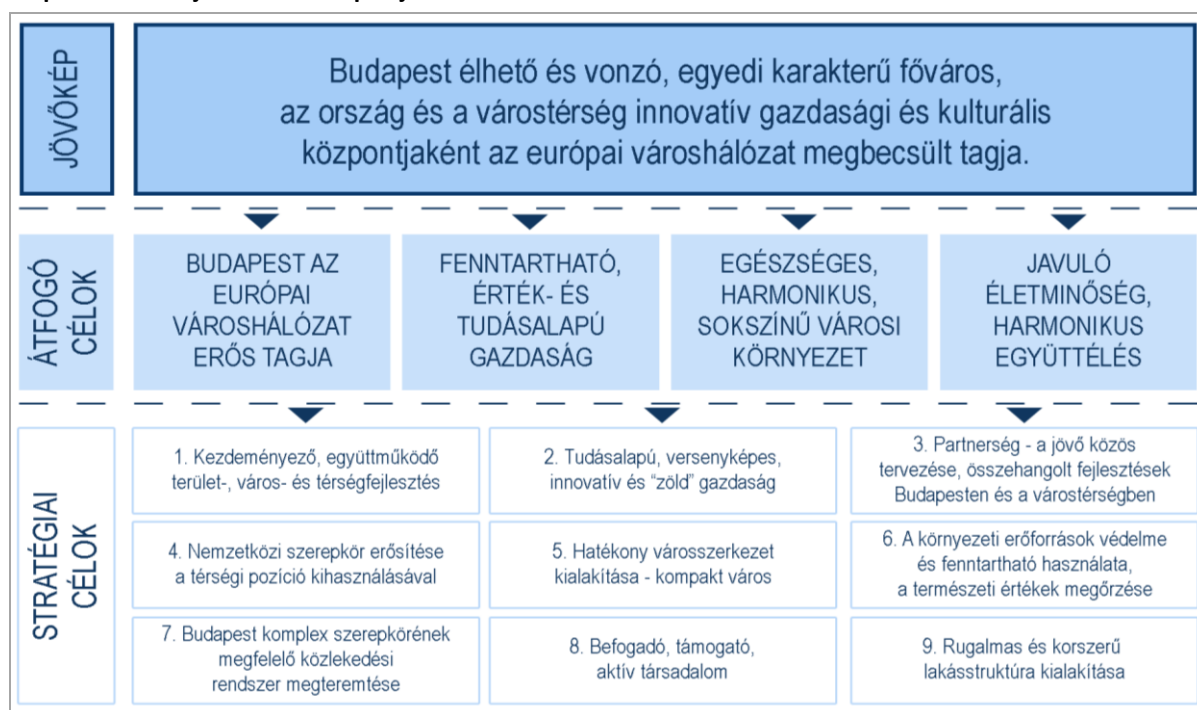 JÖVŐKÉP
Budapest élhető és vonzó, egyedi karakterű főváros,
az ország és a várostérség innovatív gazdasági és kulturális
központjaként az európai városhálózat megbecsült tagja.
ÁTFOGÓ
CÉLOK
BUDAPEST AZ
EURÓPAI
VÁROSHÁLÓZAT
ERŐS TAGJA
FENNTARTHATÓ,
ÉRTÉK- ÉS
TUDÁSALAPÚ
GAZDASÁG
EGÉSZSÉGES,
HARMONIKUS,
SOKSZÍNŰ VÁROSI
KÖRNYEZET
JAVULÓ
ÉLETMINŐSÉG,
HARMONIKUS
EGYÜTTÉLÉS
STRATÉGIAI
CÉLOK
1. Kezdeményező, együttműködő
terület-, város- és térségfejlesztés
2. Tudásalapú, versenyképes,
innovatív és "zöld" gazdaság
3. Partnerség - a jövő közös
tervezése, összehangolt fejlesztések
Budapesten és a várostérségben
4. Nemzetközi szerepkör erősítése
a térségi pozíció kihasználásával
5. Hatékony városszerkezet
kialakítása - kompakt város
6. A környezeti erőforrások védelme
és fenntartható használata,
a természeti értékek megőrzése
7. Budapest komplex szerepkörének
megfelelő közlekedési
rendszer megteremtése
8. Befogadó, támogató,
aktív társadalom
9. Rugalmas és korszerű
lakásstruktúra kialakítása